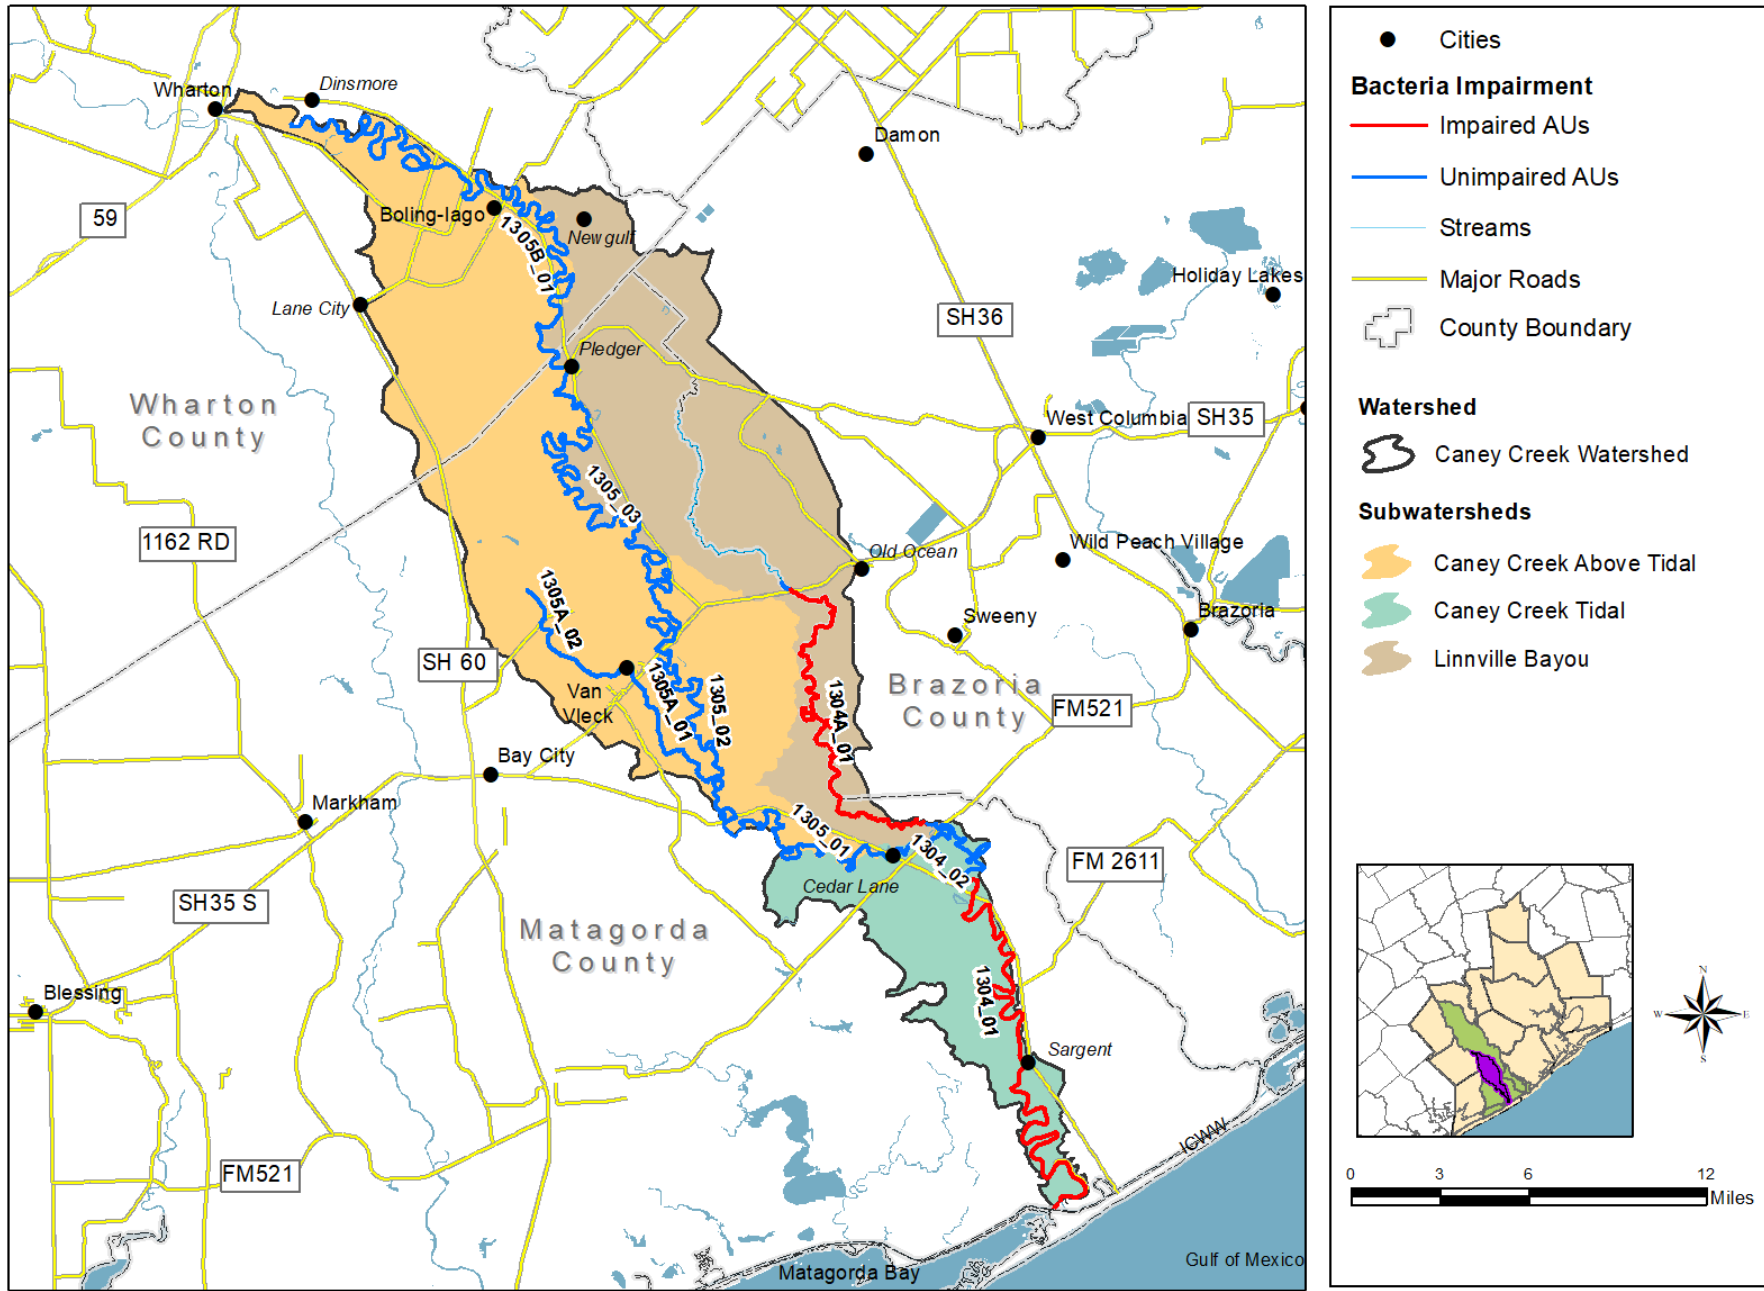 Wharton
Dinsmore
Damon
59
Boling-Iago
Newgulf
1305B_01
Holiday Lakes
Lane City
SH36
Pledger
Wharton
County
West Columbia
SH35
1305_03
1162 RD
Old Ocean
Wild Peach Village
1305A_02
Sweeny
Brazoria
SH 60
Van
Vleck
1305A_01
1305_02
1304A_01
Brazoria
County
FM521
Bay City
Markham
1305_01
1304_02
FM 2611
Cedar Lane
SH35 S
Matagorda
County
1304_01
Blessing
Sargent
ICWW
FM521
Gulf of Mexico
Matagorda Bay
Cities
Bacteria Impairment
Impaired AUs
Unimpaired AUs
Streams
Major Roads
County Boundary
Watershed
Caney Creek Watershed
Subwatersheds
Caney Creek Above Tidal
Caney Creek Tidal
Linnville Bayou
N
W
E
S
0 3 6 12
Miles